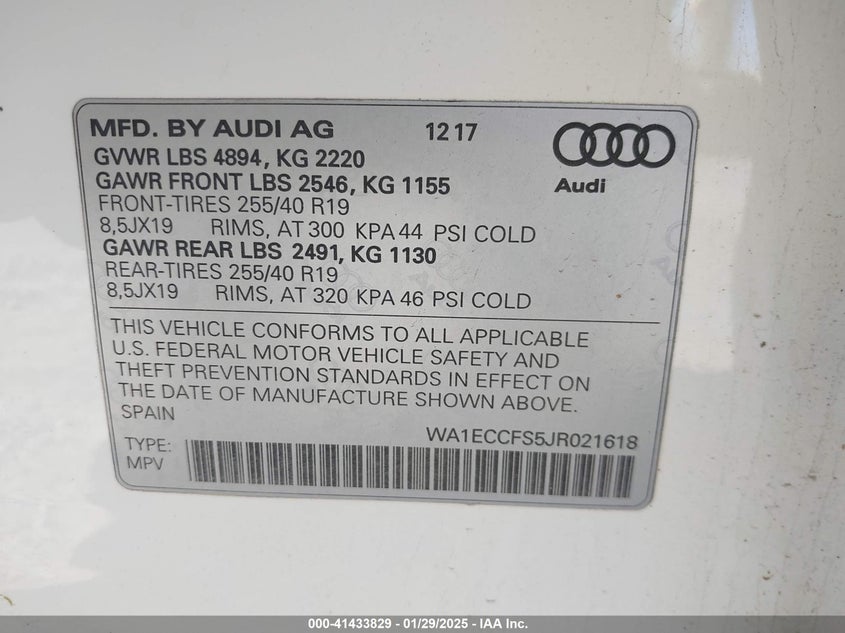 MFD. BY AUDI AG 12 17
GVWR LBS 4894, KG 2220
GAWR FRONT LBS 2546, KG 1155
Audi
FRONT-TIRES 255/40 R19
8,5JX19 RIMS, AT 300 KPA 44 PSI COLD
GAWR REAR LBS 2491, KG 1130
REAR-TIRES 255/40 R19
8,5JX19 RIMS, AT 320 KPA 46 PSI COLD
THIS VEHICLE CONFORMS TO ALL APPLICABLE
U.S. FEDERAL MOTOR VEHICLE SAFETY AND
THEFT PREVENTION STANDARDS IN EFFECT ON
THE DATE OF MANUFACTURE SHOWN ABOVE.
SPAIN
WA1ECCFS5JR021618
TYPE:
MPV
000-41433829 - 01/29/2025 - IAA, Inc.